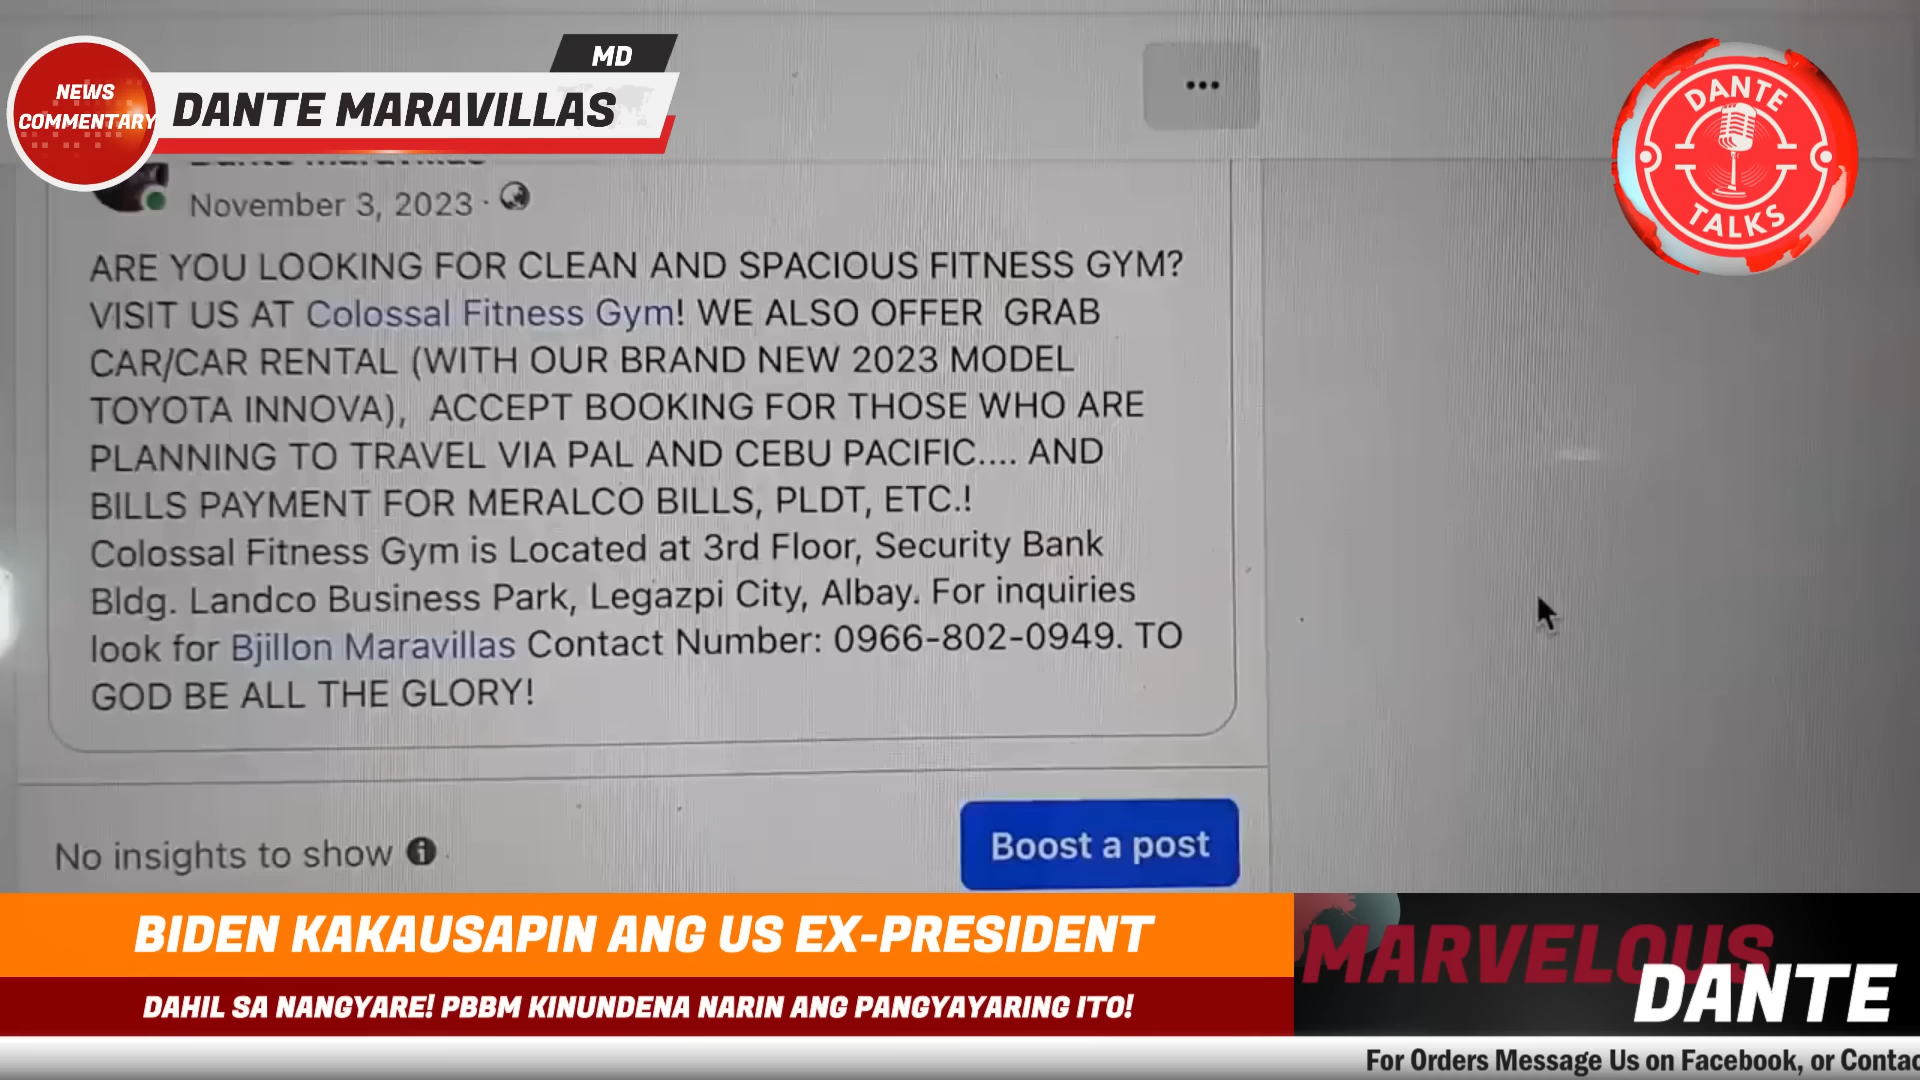 MD
NEWS
COMMENTARY
DANTE MARAVILLAS
DANTE
TALKS
Dante Maravillas
November 3, 2023 ·
ARE YOU LOOKING FOR CLEAN AND SPACIOUS FITNESS GYM?
VISIT US AT Colossal Fitness Gym! WE ALSO OFFER GRAB
CAR/CAR RENTAL (WITH OUR BRAND NEW 2023 MODEL
TOYOTA INNOVA), ACCEPT BOOKING FOR THOSE WHO ARE
PLANNING TO TRAVEL VIA PAL AND CEBU PACIFIC.... AND
BILLS PAYMENT FOR MERALCO BILLS, PLDT, ETC.!
Colossal Fitness Gym is Located at 3rd Floor, Security Bank
Bldg. Landco Business Park, Legazpi City, Albay. For inquiries
look for Bjillon Maravillas Contact Number: 0966-802-0949. TO
GOD BE ALL THE GLORY!
No insights to show
Boost a post
BIDEN KAKAUSAPIN ANG US EX-PRESIDENT
DAHIL SA NANGYARE! PBBM KINUNDENA NARIN ANG PANGYAYARING ITO!
MARVELOUS
DANTE
For Orders Message Us on Facebook, or Contac